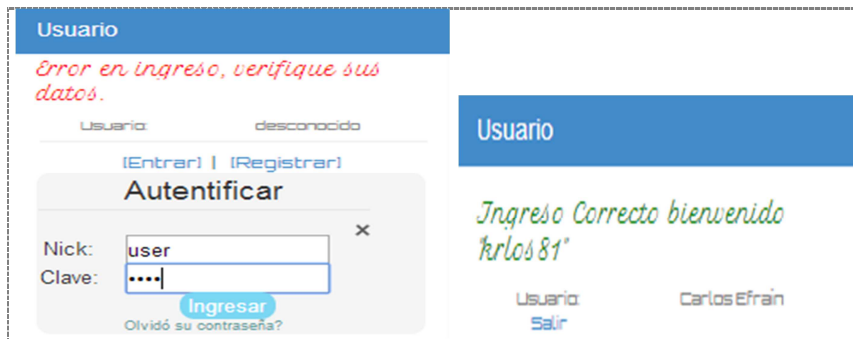 Usuario
Error en ingreso, verifique sus
datos.
Usuario: desconocido
[Entrar] | [Registrar]
Autentificar
×
Nick: user
Clave: ••••
Ingresar
Olvidó su contraseña?
Usuario
Ingreso Correcto bienvenido
"krlos81"
Usuario: Carlos Efrain
Salir